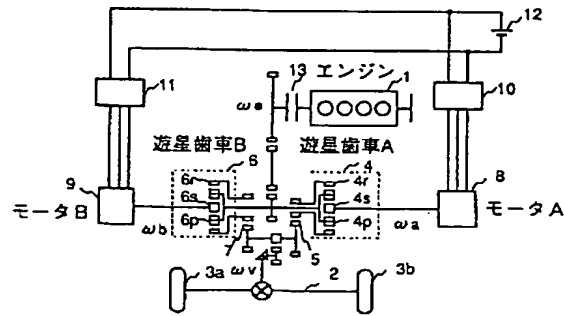 12
11
13 エンジン 1
10
ωe
遊星歯車B 遊星歯車A
6 4
9 6r 4r 8
6s 4s
モータB モータA
6p 4p
ωb ωa
7 5
ωv
3a 2 3b